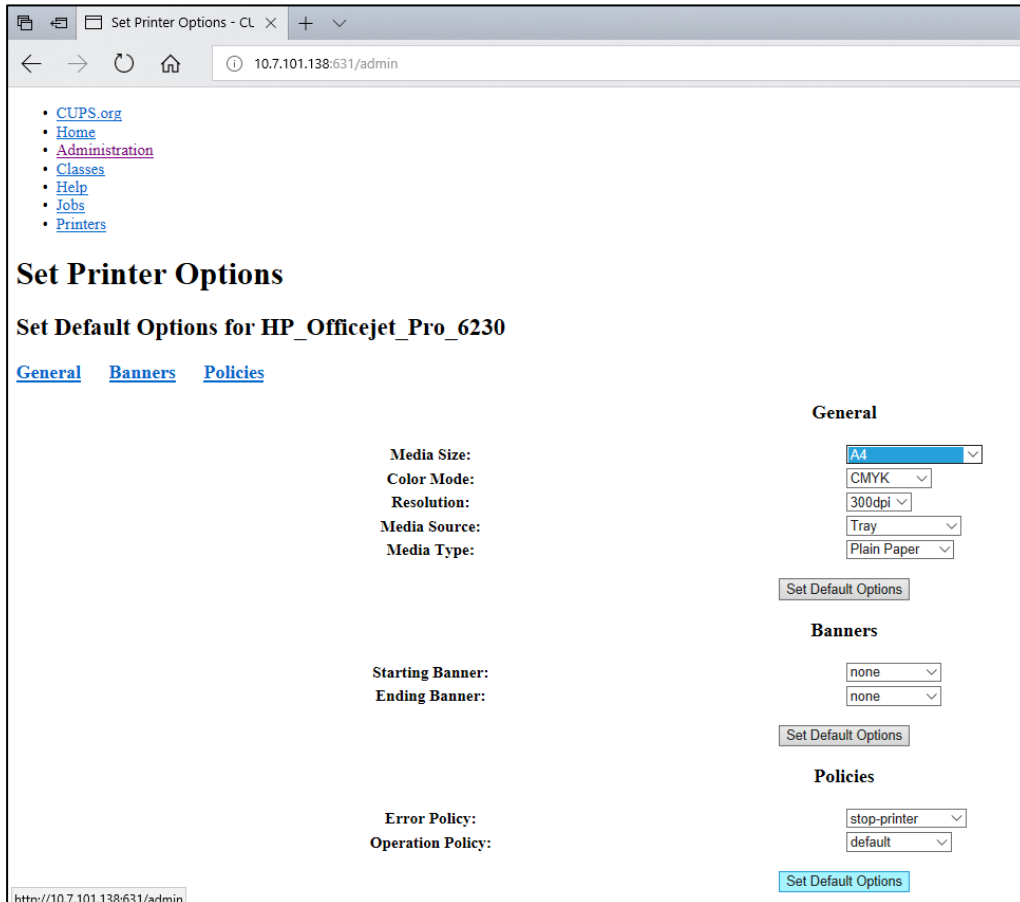 Set Printer Options - CU
10.7.101.138:631/admin
CUPS.org
Home
Administration
Classes
Help
Jobs
Printers
Set Printer Options
Set Default Options for HP_Officejet_Pro_6230
General Banners Policies
General
Media Size: A4
Color Mode: CMYK
Resolution: 300dpi
Media Source: Tray
Media Type: Plain Paper
Set Default Options
Banners
Starting Banner: none
Ending Banner: none
Set Default Options
Policies
Error Policy: stop-printer
Operation Policy: default
Set Default Options
http://10.7.101.138:631/admin